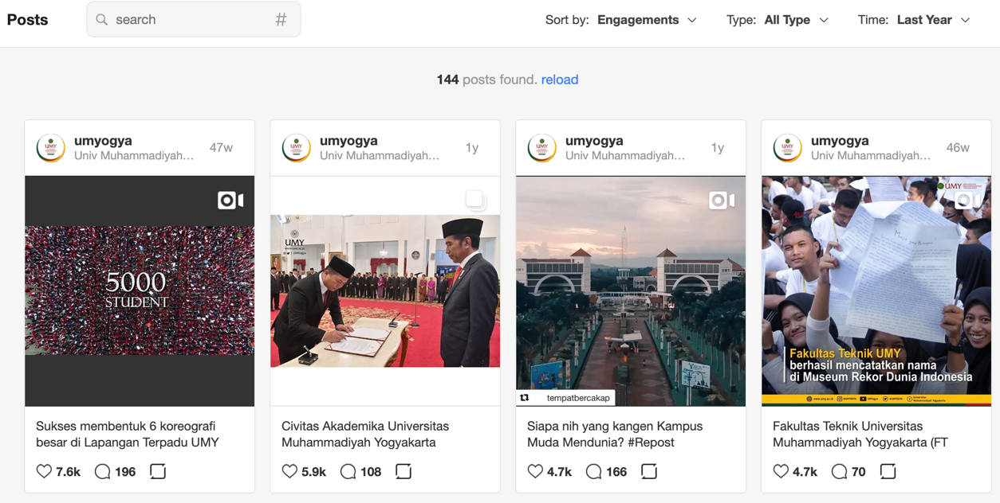 Posts
search
#
Sort by: Engagements
Type: All Type
Time: Last Year
144 posts found. reload
UMY
umyogya
Univ Muhammadiyah...
47w
5000
STUDENT
Sukses membentuk 6 koreografi
besar di Lapangan Terpadu UMY
7.6k
196
UMY
umyogya
Univ Muhammadiyah...
1y
UMY
Civitas Akademika Universitas
Muhammadiyah Yogyakarta
5.9k
108
UMY
umyogya
Univ Muhammadiyah...
1y
tempatbercakap
Siapa nih yang kangen Kampus
Muda Mendunia? #Repost
4.7k
166
UMY
umyogya
Univ Muhammadiyah...
46w
UMY
Fakultas Teknik UMY
berhasil mencatatkan nama
di Museum Rekor Dunia Indonesia
Fakultas Teknik Universitas
Muhammadiyah Yogyakarta (FT
4.7k
70